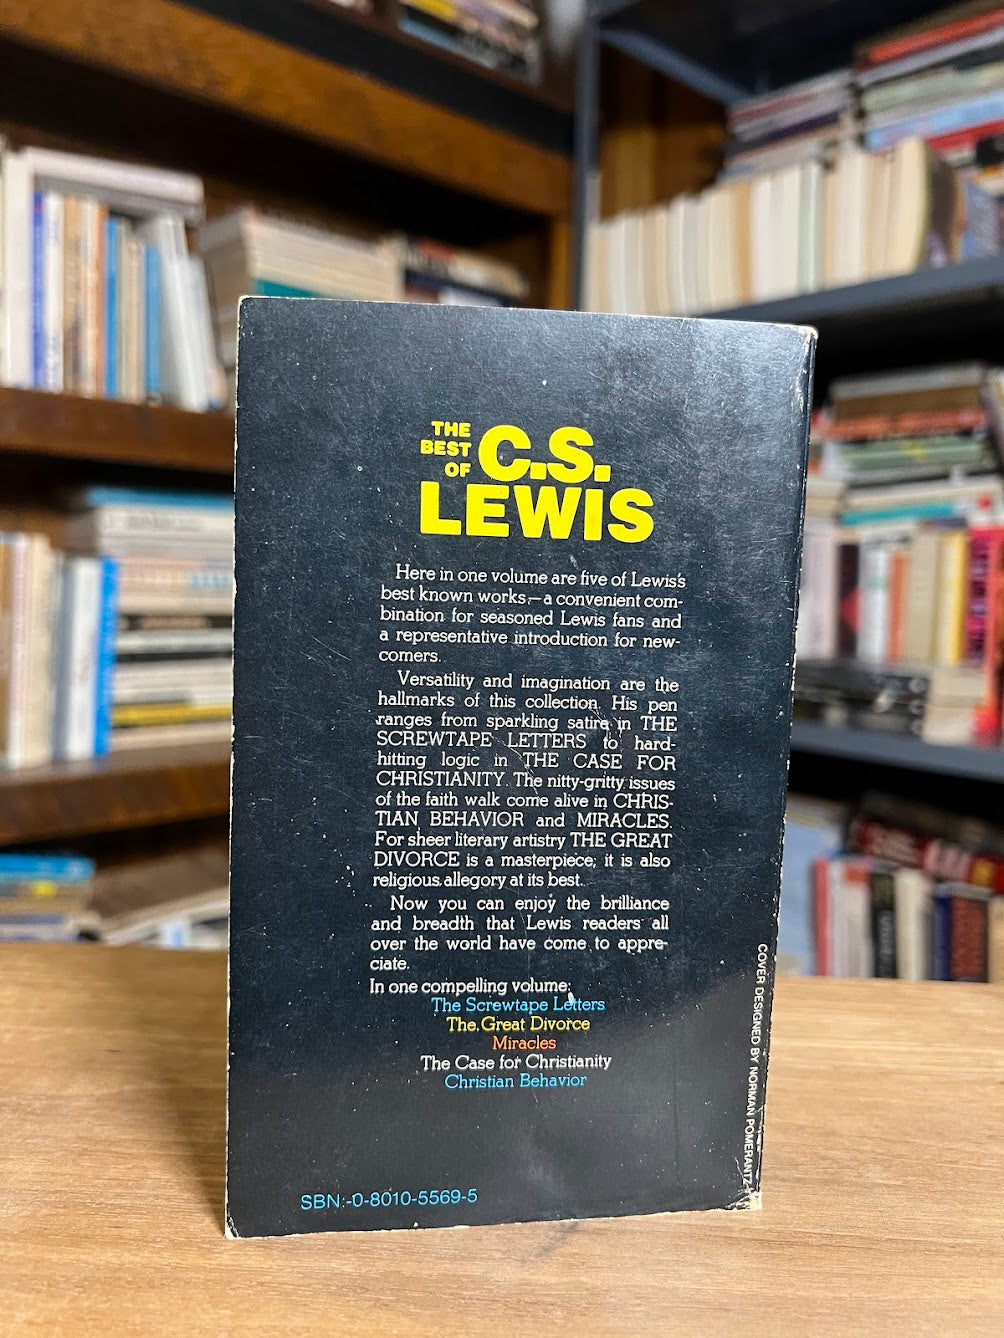 THE
BEST
OF
C.S.
LEWIS
Here in one volume are five of Lewis's
best known works,—a convenient com-
bination for seasoned Lewis fans and
a representative introduction for new-
comers.
Versatility and imagination are the
hallmarks of this collection. His pen
ranges from sparkling satire in THE
SCREWTAPE LETTERS to hard-
hitting logic in THE CASE FOR
CHRISTIANITY. The nitty-gritty issues
of the faith walk come alive in CHRIS-
TIAN BEHAVIOR and MIRACLES.
For sheer literary artistry THE GREAT
DIVORCE is a masterpiece; it is also
religious allegory at its best.
Now you can enjoy the brilliance
and breadth that Lewis readers all
over the world have come to appre-
ciate.
In one compelling volume:
The Screwtape Letters
The Great Divorce
Miracles
The Case for Christianity
Christian Behavior
SBN:-0-8010-5569-5
COVER DESIGNED BY NORMAN POMERANTZ